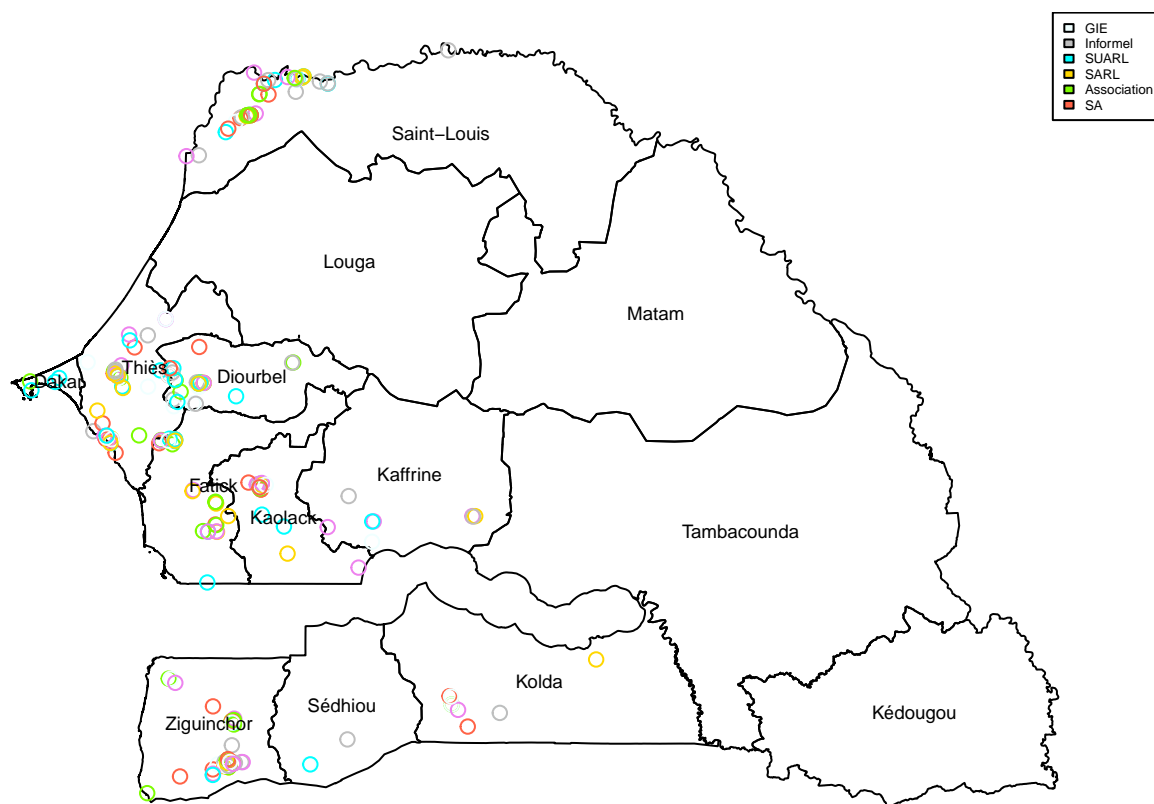 GIE
Informel
SUARL
SARL
Association
SA
Saint−Louis
Louga
Matam
Thiès
Dakar
Diourbel
Kaffrine
Fatick
Kaolack
Tambacounda
Kolda
Sédhiou
Kédougou
Ziguinchor